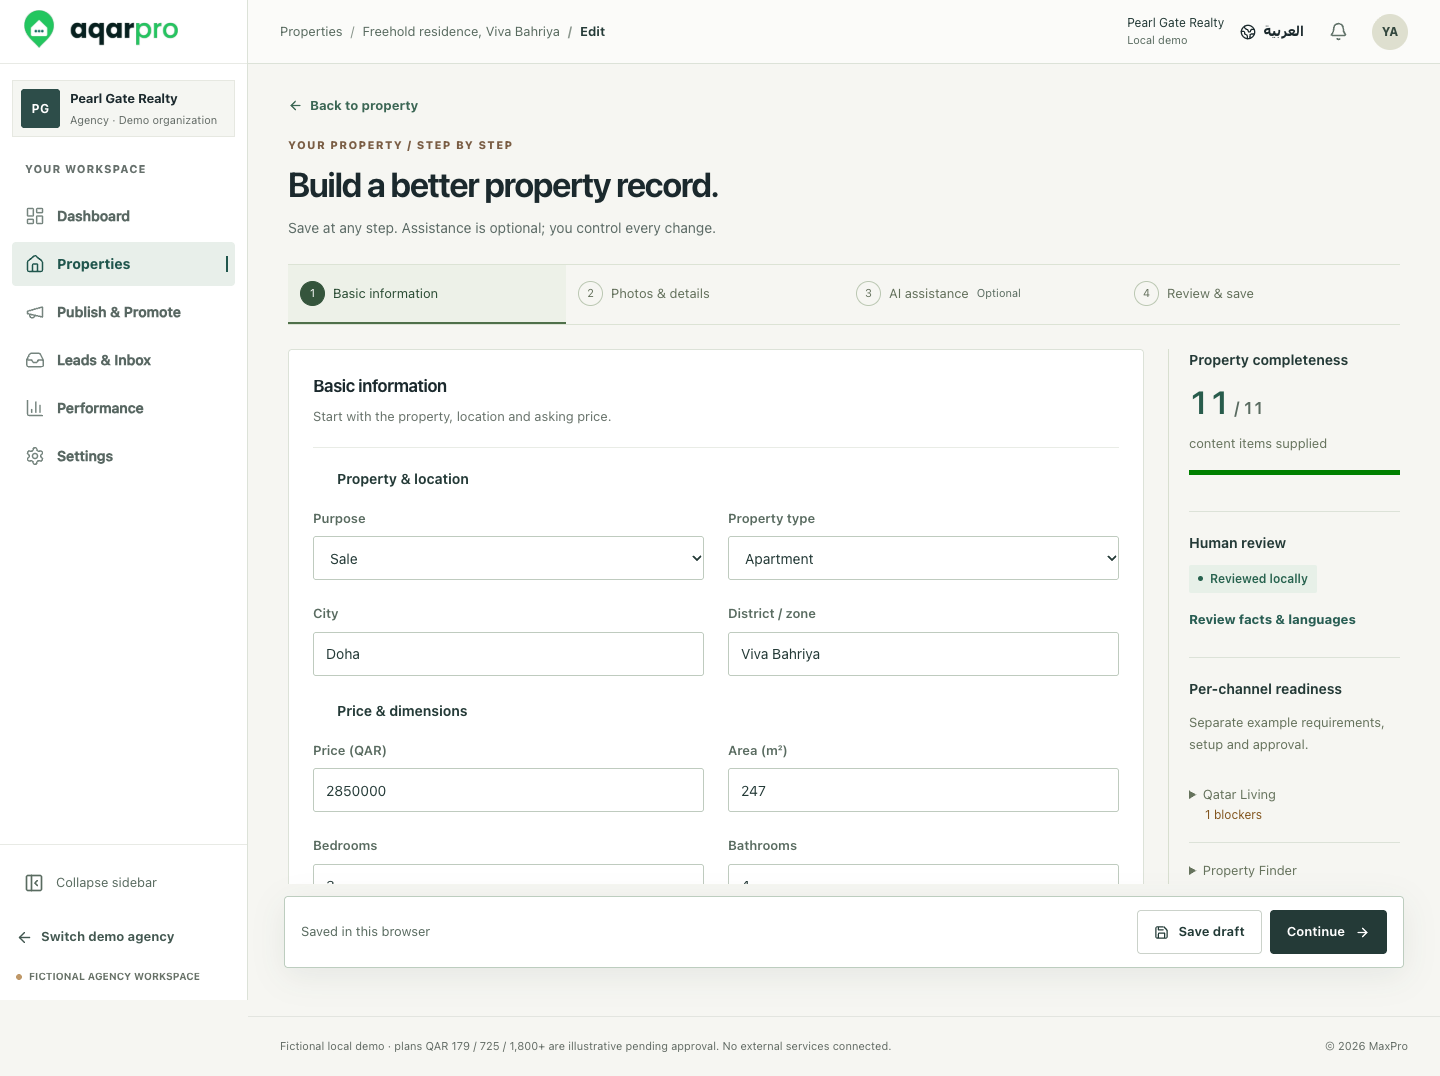 aqarpro
Properties / Freehold residence, Viva Bahriya / Edit
Pearl Gate Realty
Local demo
العربية
YA
PG
Pearl Gate Realty
Agency · Demo organization
YOUR WORKSPACE
Dashboard
Properties
Publish & Promote
Leads & Inbox
Performance
Settings
Collapse sidebar
Switch demo agency
FICTIONAL AGENCY WORKSPACE
Back to property
YOUR PROPERTY / STEP BY STEP
Build a better property record.
Save at any step. Assistance is optional; you control every change.
1 Basic information
2 Photos & details
3 AI assistance Optional
4 Review & save
Basic information
Start with the property, location and asking price.
Property & location
Purpose
Property type
Sale
Apartment
City
District / zone
Doha
Viva Bahriya
Price & dimensions
Price (QAR)
Area (m²)
2850000
247
Bedrooms
Bathrooms
Property completeness
11 / 11
content items supplied
Human review
Reviewed locally
Review facts & languages
Per-channel readiness
Separate example requirements,
setup and approval.
Qatar Living
1 blockers
Property Finder
Saved in this browser
Save draft
Continue
Fictional local demo · plans QAR 179 / 725 / 1,800+ are illustrative pending approval. No external services connected.
© 2026 MaxPro